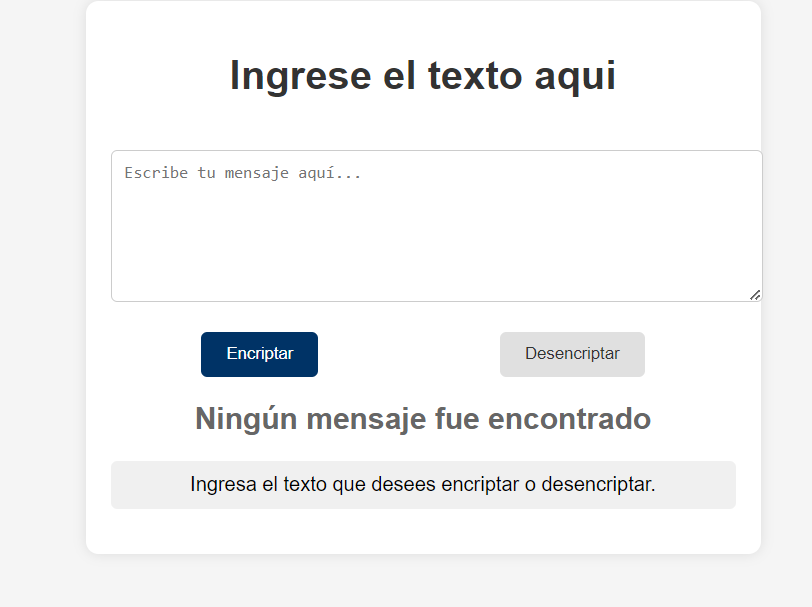 Ingrese el texto aqui
Escribe tu mensaje aquí...
Encriptar
Desencriptar
Ningún mensaje fue encontrado
Ingresa el texto que desees encriptar o desencriptar.